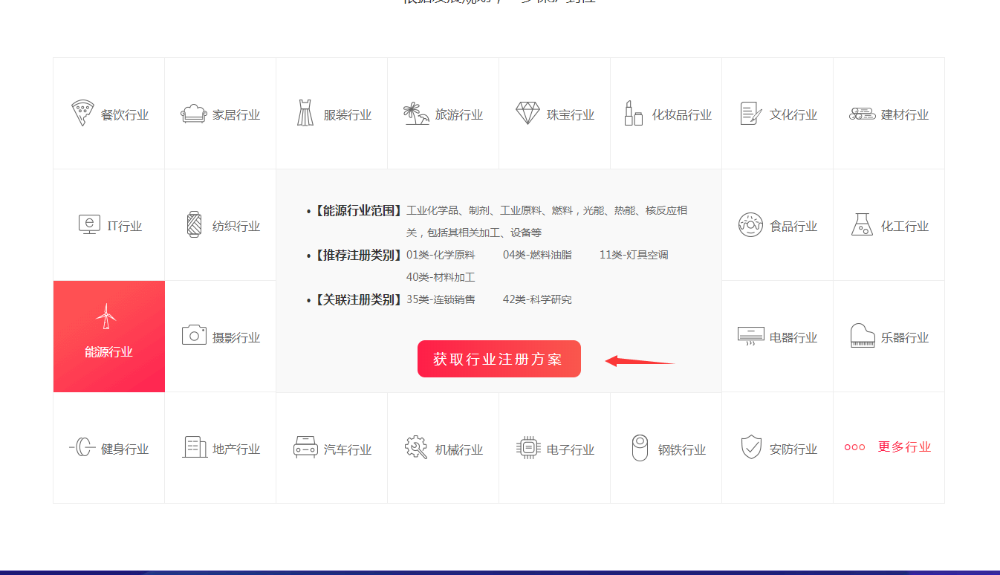 餐饮行业
家居行业
服装行业
旅游行业
珠宝行业
化妆品行业
文化行业
建材行业
IT行业
纺织行业
•【能源行业范围】工业化学品、制剂、工业原料、燃料，光能、热能、核反应相
关，包括其相关加工、设备等
•【推荐注册类别】01类-化学原料 04类-燃料油脂 11类-灯具空调
40类-材料加工
•【关联注册类别】35类-连锁销售 42类-科学研究
获取行业注册方案
食品行业
化工行业
能源行业
摄影行业
电器行业
乐器行业
健身行业
地产行业
汽车行业
机械行业
电子行业
钢铁行业
安防行业
更多行业